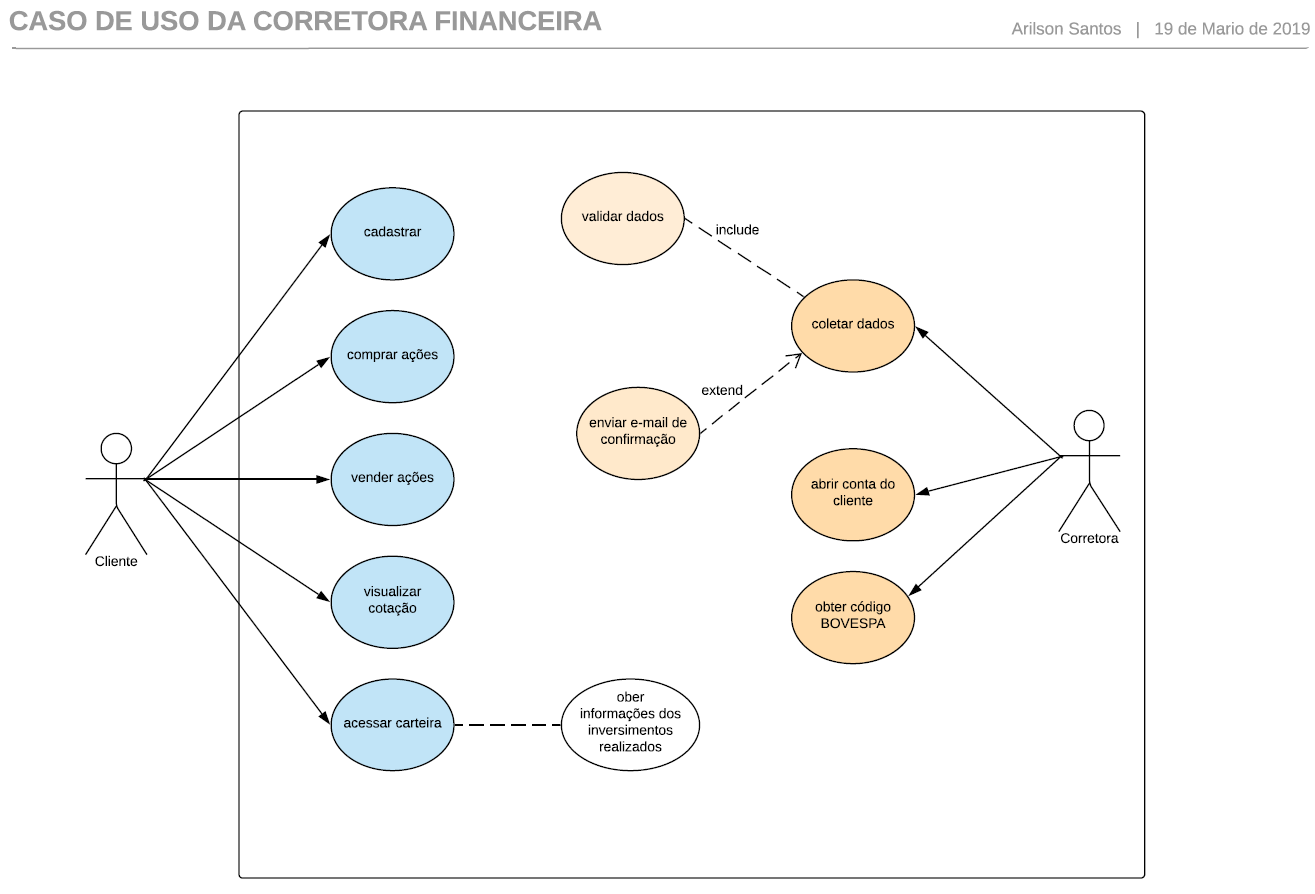 CASO DE USO DA CORRETORA FINANCEIRA
Arilson Santos | 19 de Mario de 2019
cadastrar
comprar ações
vender ações
visualizar
cotação
acessar carteira
Cliente
validar dados
include
coletar dados
extend
enviar e-mail de
confirmação
abrir conta do
cliente
obter código
BOVESPA
Corretora
ober
informações dos
inversimentos
realizados